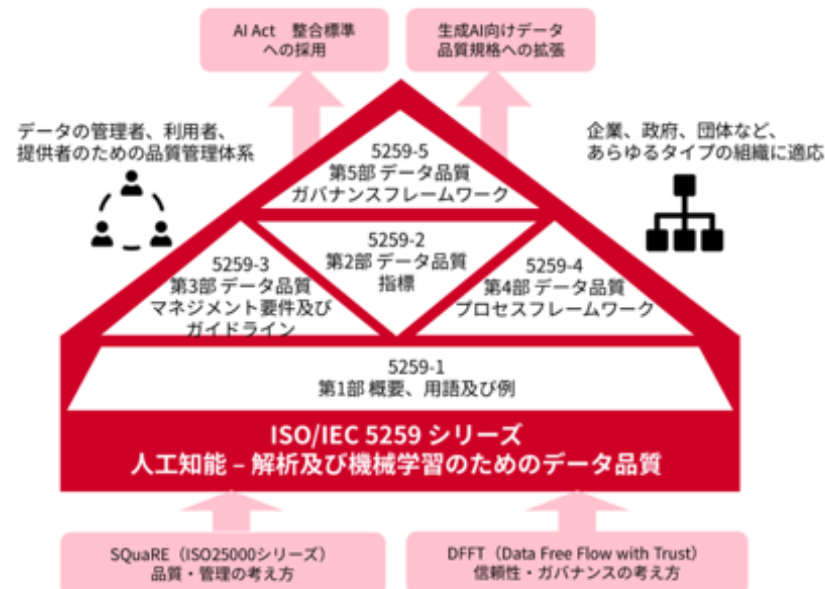 AI Act　整合標準
への採用
生成AI向けデータ
品質規格への拡張
データの管理者、利用者、
提供者のための品質管理体系
企業、政府、団体など、
あらゆるタイプの組織に適応
5259-5
第5部 データ品質
ガバナンスフレームワーク
5259-2
第2部 データ品質
指標
5259-3
第3部 データ品質
マネジメント要件及び
ガイドライン
5259-4
第4部 データ品質
プロセスフレームワーク
5259-1
第1部 概要、用語及び例
ISO/IEC 5259 シリーズ
人工知能 – 解析及び機械学習のためのデータ品質
SQuaRE（ISO25000シリーズ）
品質・管理の考え方
DFFT（Data Free Flow with Trust）
信頼性・ガバナンスの考え方